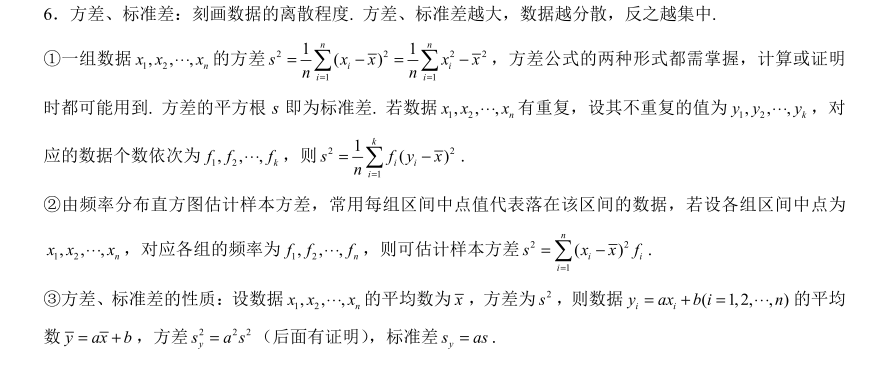 6．方差、标准差：刻画数据的离散程度. 方差、标准差越大，数据越分散，反之越集中.
①一组数据 $x_1, x_2, \cdots, x_n$ 的方差 $s^2 = \frac{1}{n}\sum_{i=1}^{n}(x_i - \overline{x})^2 = \frac{1}{n}\sum_{i=1}^{n}x_i^2 - \overline{x}^2$，方差公式的两种形式都需掌握，计算或证明
时都可能用到. 方差的平方根 $s$ 即为标准差. 若数据 $x_1, x_2, \cdots, x_n$ 有重复，设其不重复的值为 $y_1, y_2, \cdots, y_k$，对
应的数据个数依次为 $f_1, f_2, \cdots, f_k$，则 $s^2 = \frac{1}{n}\sum_{i=1}^{k}f_i(y_i - \overline{x})^2$.
②由频率分布直方图估计样本方差，常用每组区间中点值代表落在该区间的数据，若设各组区间中点为
$x_1, x_2, \cdots, x_n$，对应各组的频率为 $f_1, f_2, \cdots, f_n$，则可估计样本方差 $s^2 = \sum_{i=1}^{n}(x_i - \overline{x})^2 f_i$.
③方差、标准差的性质：设数据 $x_1, x_2, \cdots, x_n$ 的平均数为 $\overline{x}$，方差为 $s^2$，则数据 $y_i = ax_i + b(i = 1, 2, \cdots, n)$ 的平均
数 $\overline{y} = a\overline{x} + b$，方差 $s_y^2 = a^2 s^2$（后面有证明），标准差 $s_y = as$.